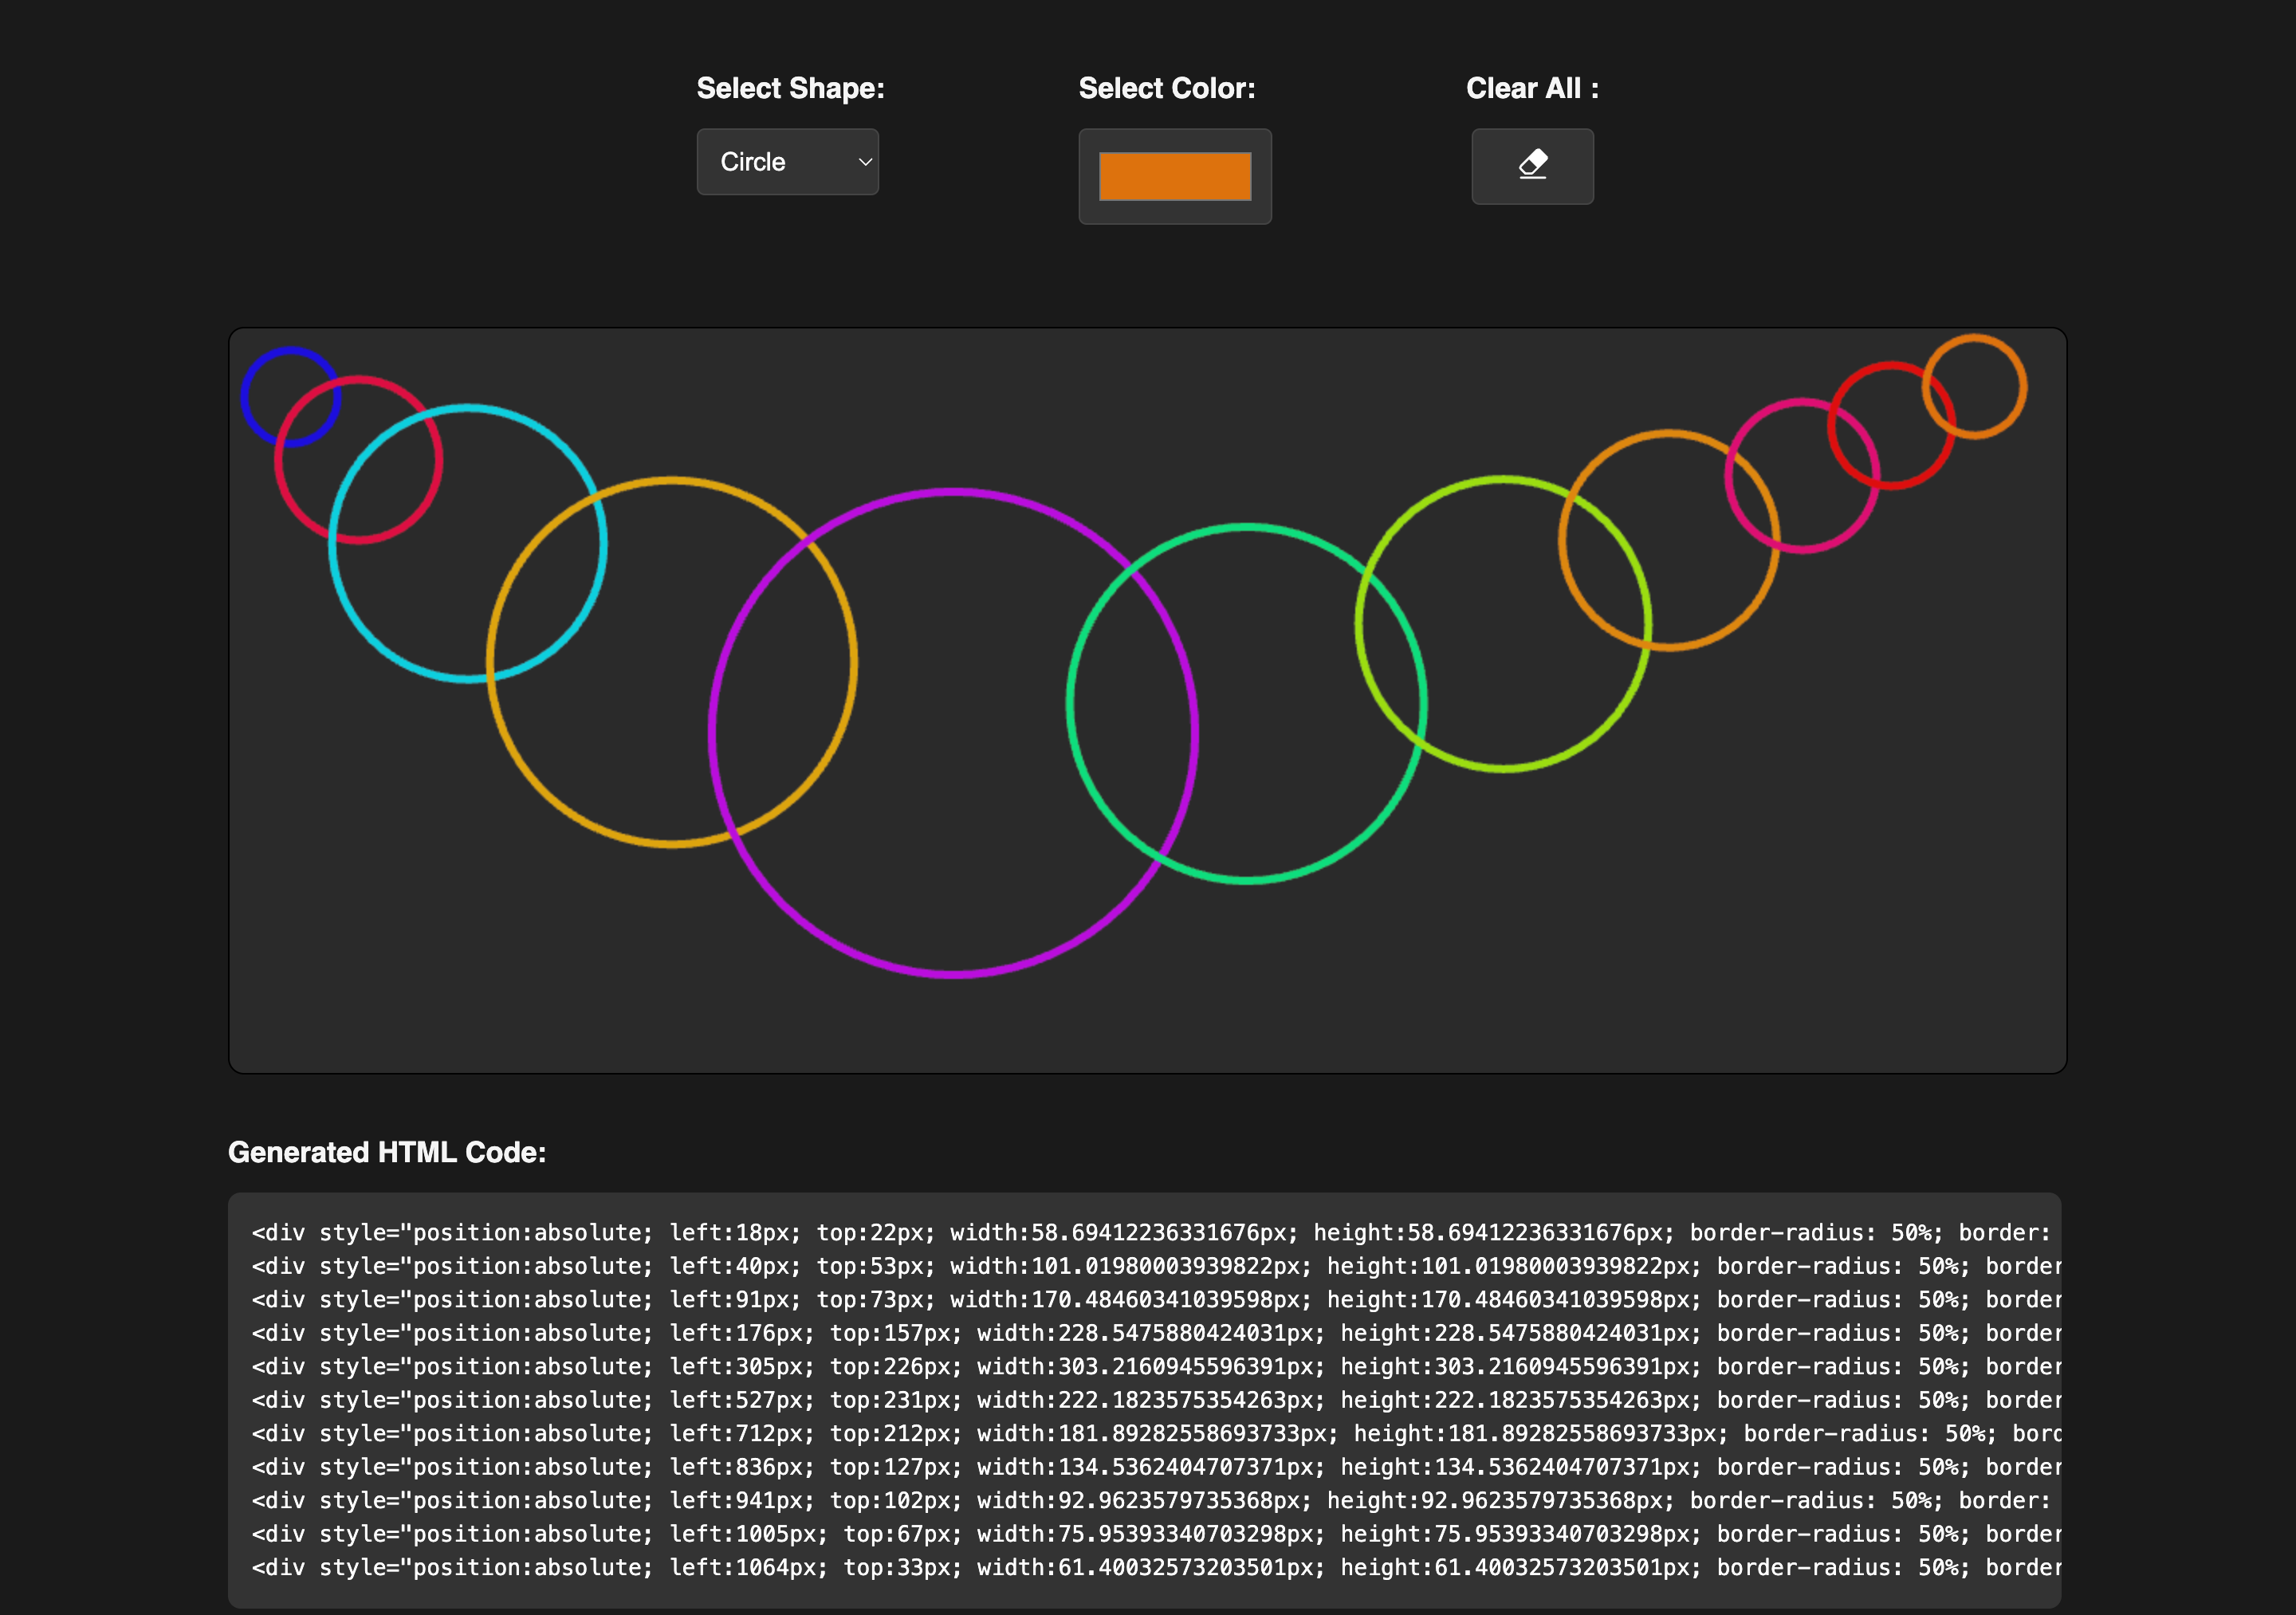 Select Shape: Select Color: Clear All :
Circle
Generated HTML Code:
<div style="position:absolute; left:18px; top:22px; width:58.69412236331676px; height:58.69412236331676px; border-radius: 50%; border:
<div style="position:absolute; left:40px; top:53px; width:101.01980003939822px; height:101.01980003939822px; border-radius: 50%; border
<div style="position:absolute; left:91px; top:73px; width:170.48460341039598px; height:170.48460341039598px; border-radius: 50%; border
<div style="position:absolute; left:176px; top:157px; width:228.5475880424031px; height:228.5475880424031px; border-radius: 50%; border
<div style="position:absolute; left:305px; top:226px; width:303.2160945596391px; height:303.2160945596391px; border-radius: 50%; border
<div style="position:absolute; left:527px; top:231px; width:222.1823575354263px; height:222.1823575354263px; border-radius: 50%; border
<div style="position:absolute; left:712px; top:212px; width:181.89282558693733px; height:181.89282558693733px; border-radius: 50%; bord
<div style="position:absolute; left:836px; top:127px; width:134.5362404707371px; height:134.5362404707371px; border-radius: 50%; border
<div style="position:absolute; left:941px; top:102px; width:92.9623579735368px; height:92.9623579735368px; border-radius: 50%; border:
<div style="position:absolute; left:1005px; top:67px; width:75.95393340703298px; height:75.95393340703298px; border-radius: 50%; border
<div style="position:absolute; left:1064px; top:33px; width:61.40032573203501px; height:61.40032573203501px; border-radius: 50%; border